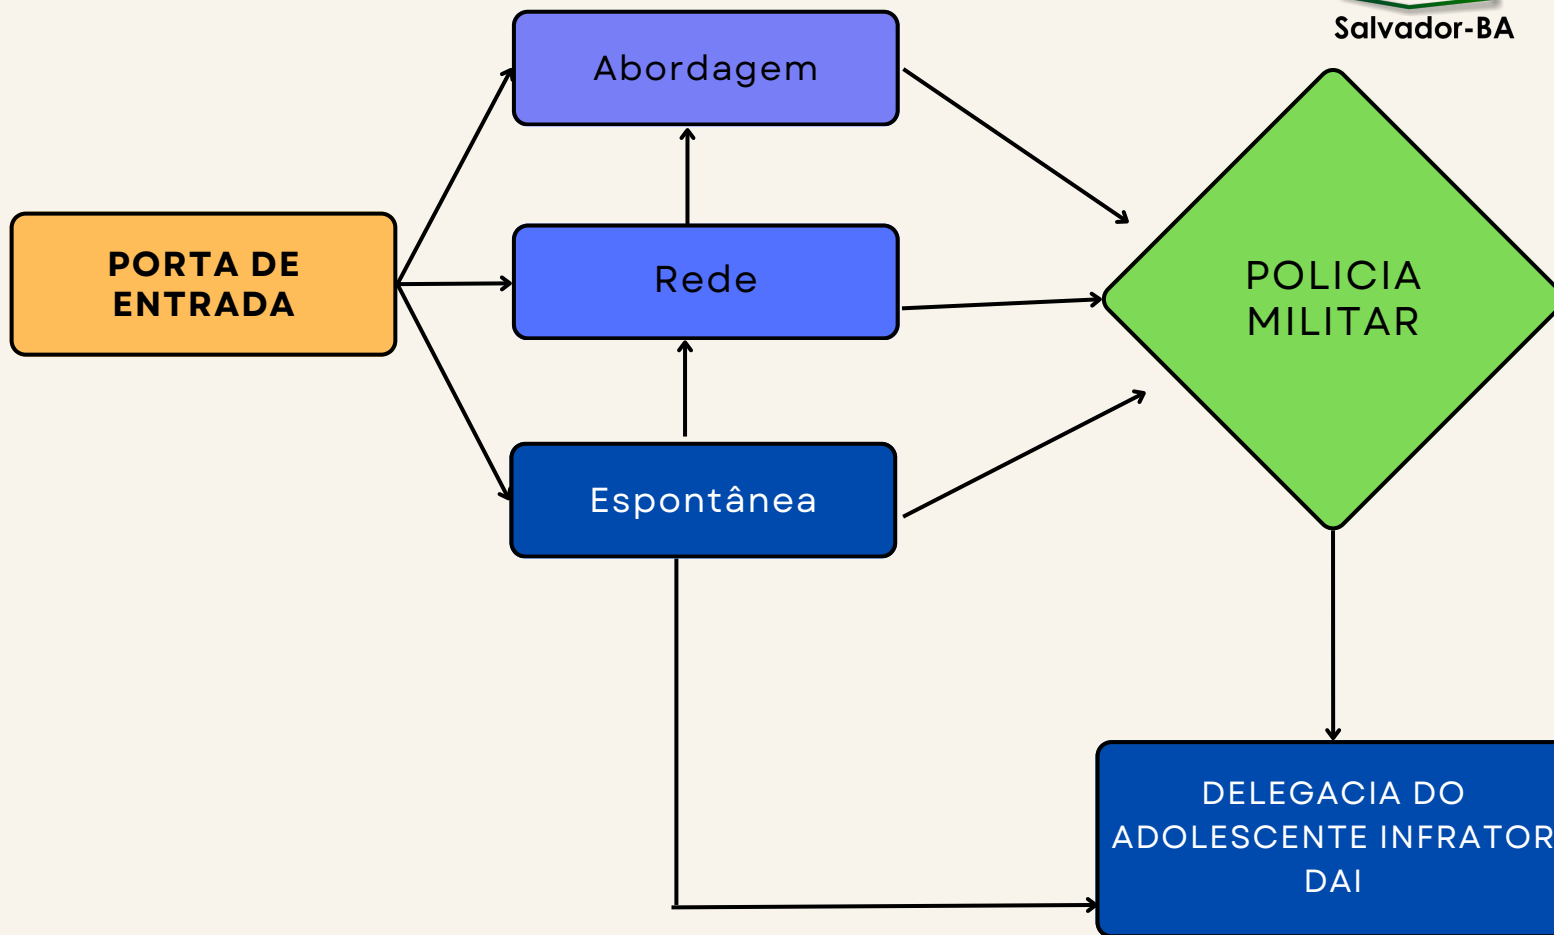 Salvador-BA
Abordagem
PORTA DE
ENTRADA
Rede
POLICIA
MILITAR
Espontânea
DELEGACIA DO
ADOLESCENTE INFRATOR
DAI